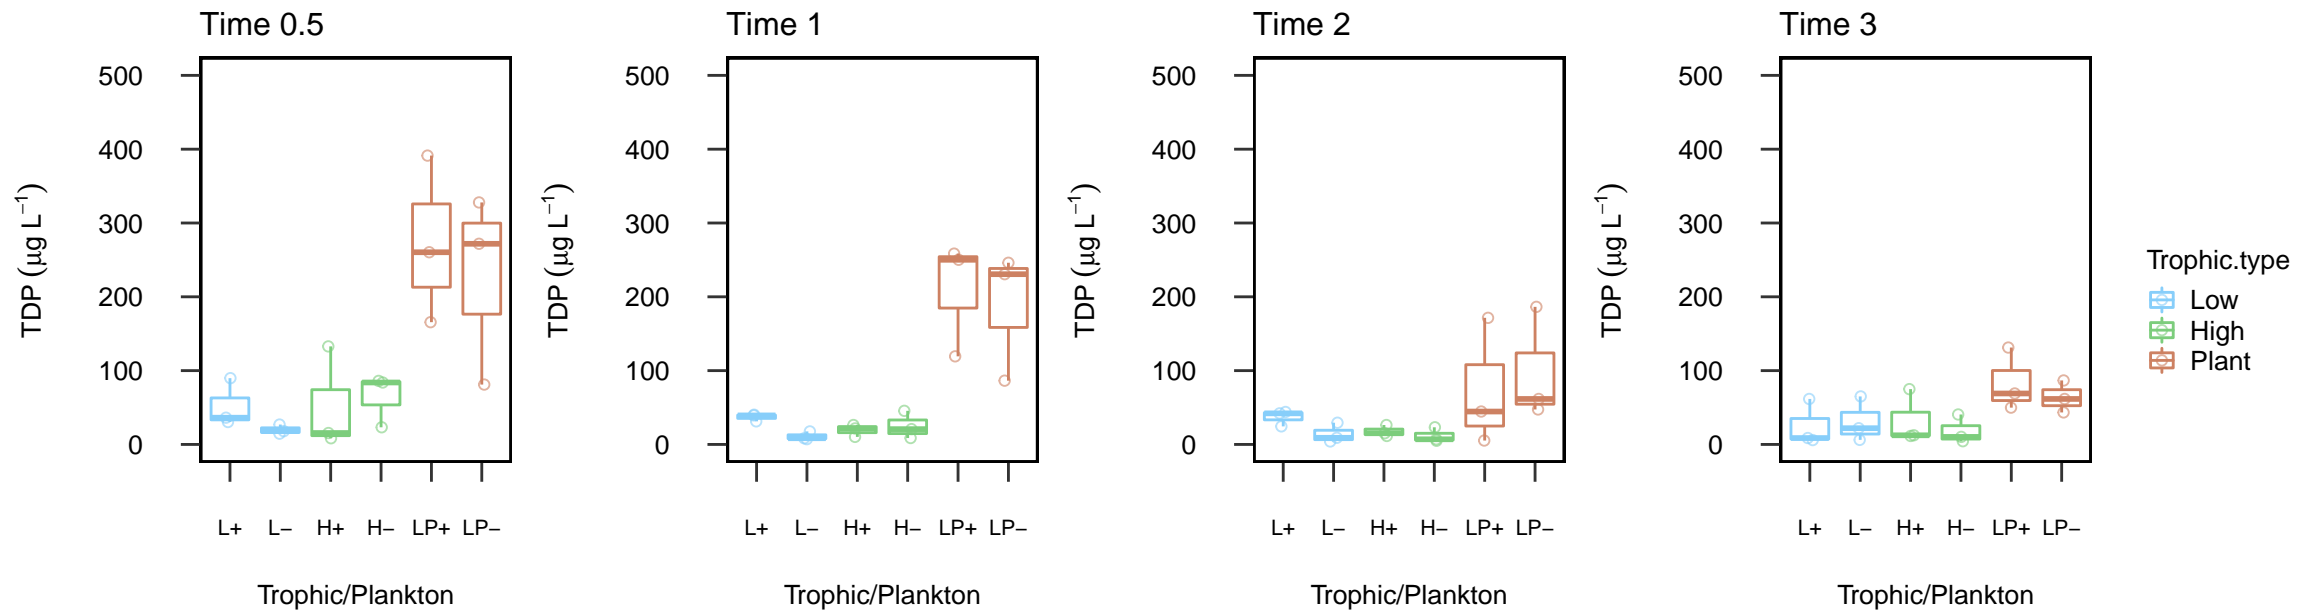 Time 0.5
TDP (µg L−1)
500
400
300
200
100
0
L+ L− H+ H− LP+ LP−
Trophic/Plankton
Time 1
TDP (µg L−1)
500
400
300
200
100
0
L+ L− H+ H− LP+ LP−
Trophic/Plankton
Time 2
TDP (µg L−1)
500
400
300
200
100
0
L+ L− H+ H− LP+ LP−
Trophic/Plankton
Time 3
TDP (µg L−1)
500
400
300
200
100
0
L+ L− H+ H− LP+ LP−
Trophic/Plankton
Trophic.type
Low
High
Plant